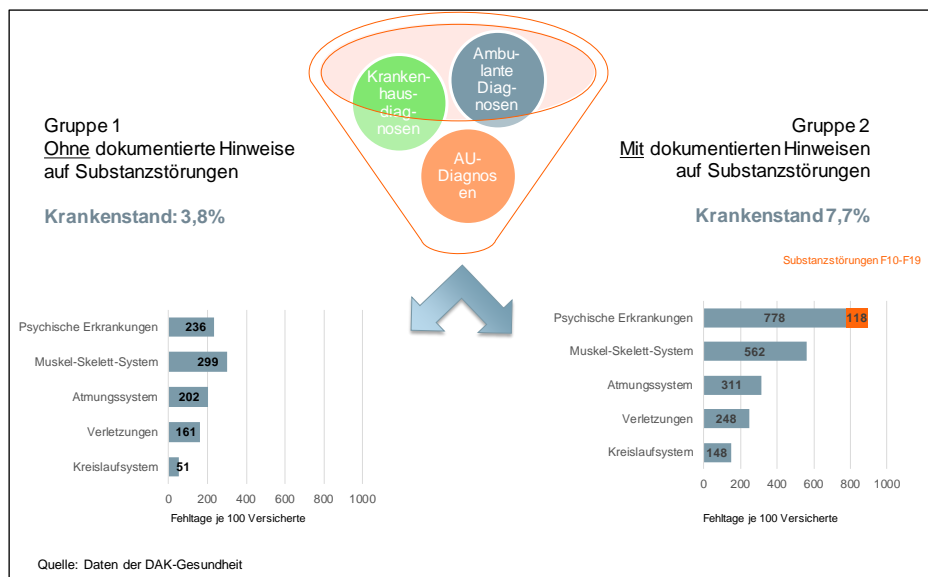 Kranken-
haus-
diagnosen
Ambu-
lante
Diag-
nosen
AU-
Diagnos
en
Gruppe 1
Ohne dokumentierte Hinweise
auf Substanzstörungen
Krankenstand: 3,8%
Gruppe 2
Mit dokumentierten Hinweisen
auf Substanzstörungen
Krankenstand 7,7%
Substanzstörungen F10-F19
Psychische Erkrankungen 236
Muskel-Skelett-System 299
Atmungssystem 202
Verletzungen 161
Kreislaufsystem 51
0 200 400 600 800 1000
Fehltage je 100 Versicherte
Psychische Erkrankungen 778 118
Muskel-Skelett-System 562
Atmungssystem 311
Verletzungen 248
Kreislaufsystem 148
0 200 400 600 800 1000
Fehltage je 100 Versicherte
Quelle: Daten der DAK-Gesundheit